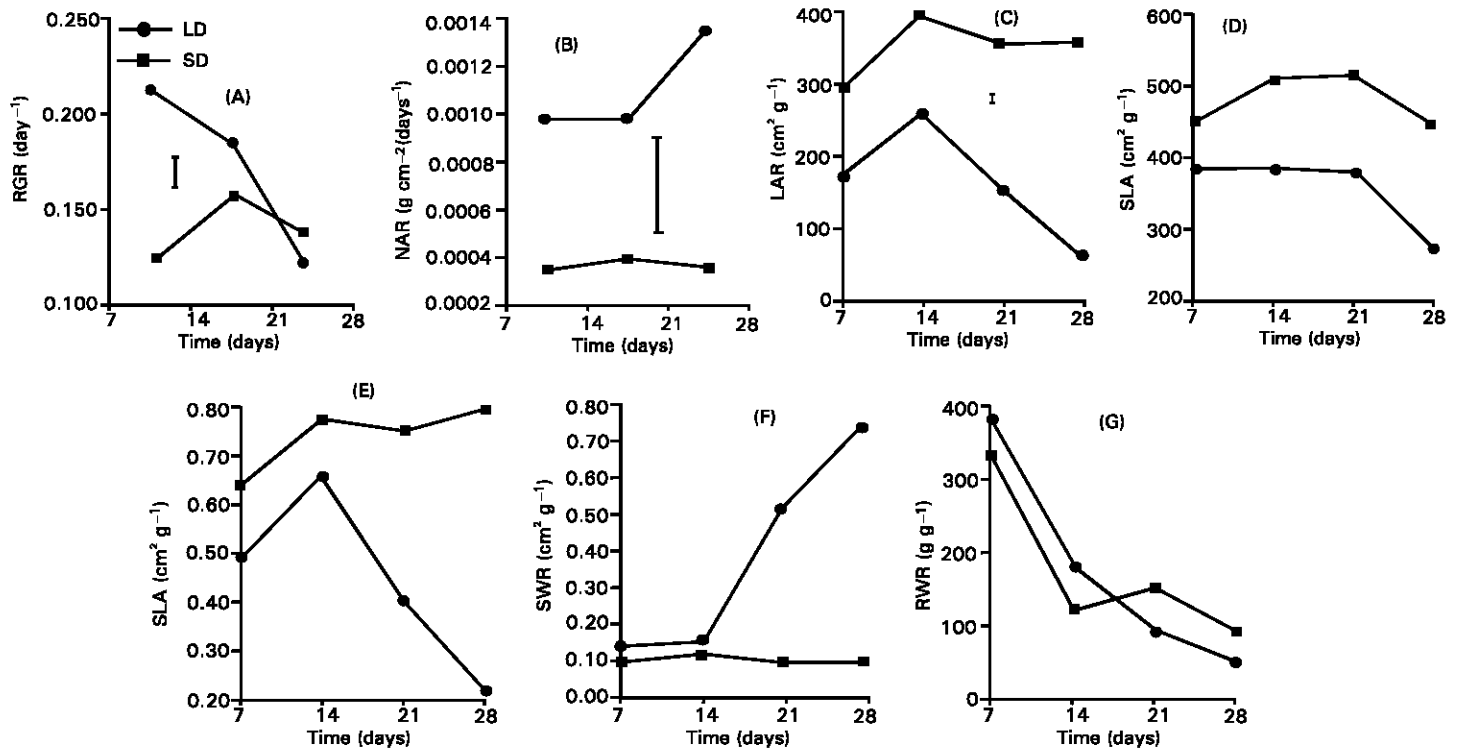 0.250
0.200
0.150
0.100
RGR (day⁻¹)
LD
SD
(A)
7 14 21 28
Time (days)
0.0014
0.0012
0.0010
0.0008
0.0006
0.0004
0.0002
NAR (g cm⁻²(days⁻¹)
(B)
7 14 21 28
Time (days)
400
300
200
100
0
LAR (cm² g⁻¹)
(C)
7 14 21 28
Time (days)
600
500
400
300
200
SLA (cm² g⁻¹)
(D)
7 14 21 28
Time (days)
0.80
0.70
0.60
0.50
0.40
0.30
0.20
SLA (cm² g⁻¹)
(E)
7 14 21 28
Time (days)
0.80
0.70
0.60
0.50
0.40
0.30
0.20
0.10
0.00
SWR (cm² g⁻¹)
(F)
7 14 21 28
Time (days)
400
300
200
100
0
RWR (g g⁻¹)
(G)
7 14 21 28
Time (days)